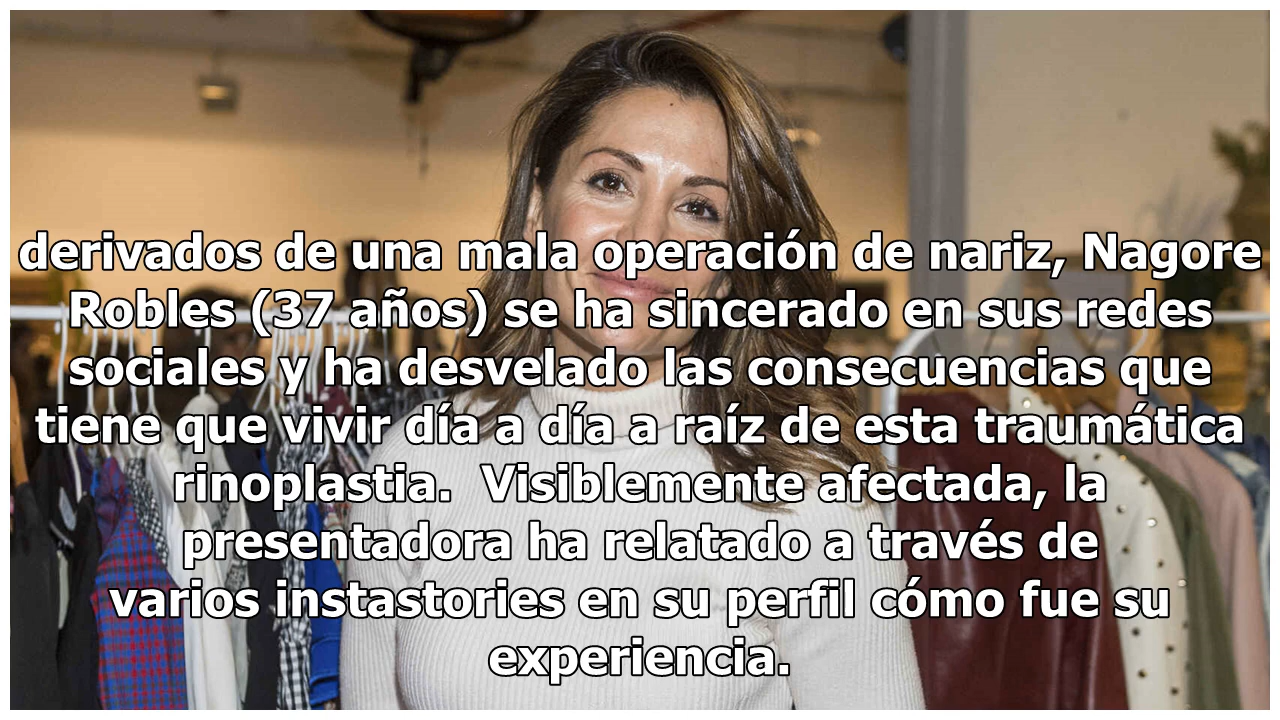 derivados de una mala operación de nariz, Nagore
Robles (37 años) se ha sincerado en sus redes
sociales y ha desvelado las consecuencias que
tiene que vivir día a día a raíz de esta traumática
rinoplastia.  Visiblemente afectada, la
presentadora ha relatado a través de
varios instastories en su perfil cómo fue su
experiencia.